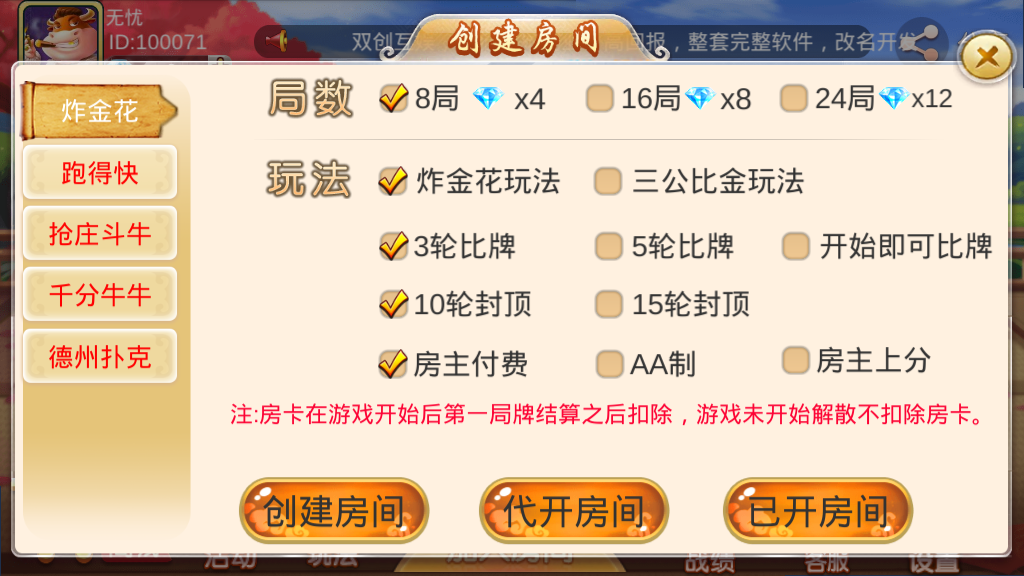 无忧
ID:100071
双创互
回报，整套完整软件，改名开发
创建房间
炸金花
跑得快
抢庄斗牛
千分牛牛
德州扑克
局数 8局 x4 16局 x8 24局 x12
玩法 炸金花玩法 三公比金玩法
3轮比牌 5轮比牌 开始即可比牌
10轮封顶 15轮封顶
房主付费 AA制 房主上分
注:房卡在游戏开始后第一局牌结算之后扣除，游戏未开始解散不扣除房卡。
创建房间 代开房间 已开房间
活动 玩法 加入房间 战绩 客服 设置